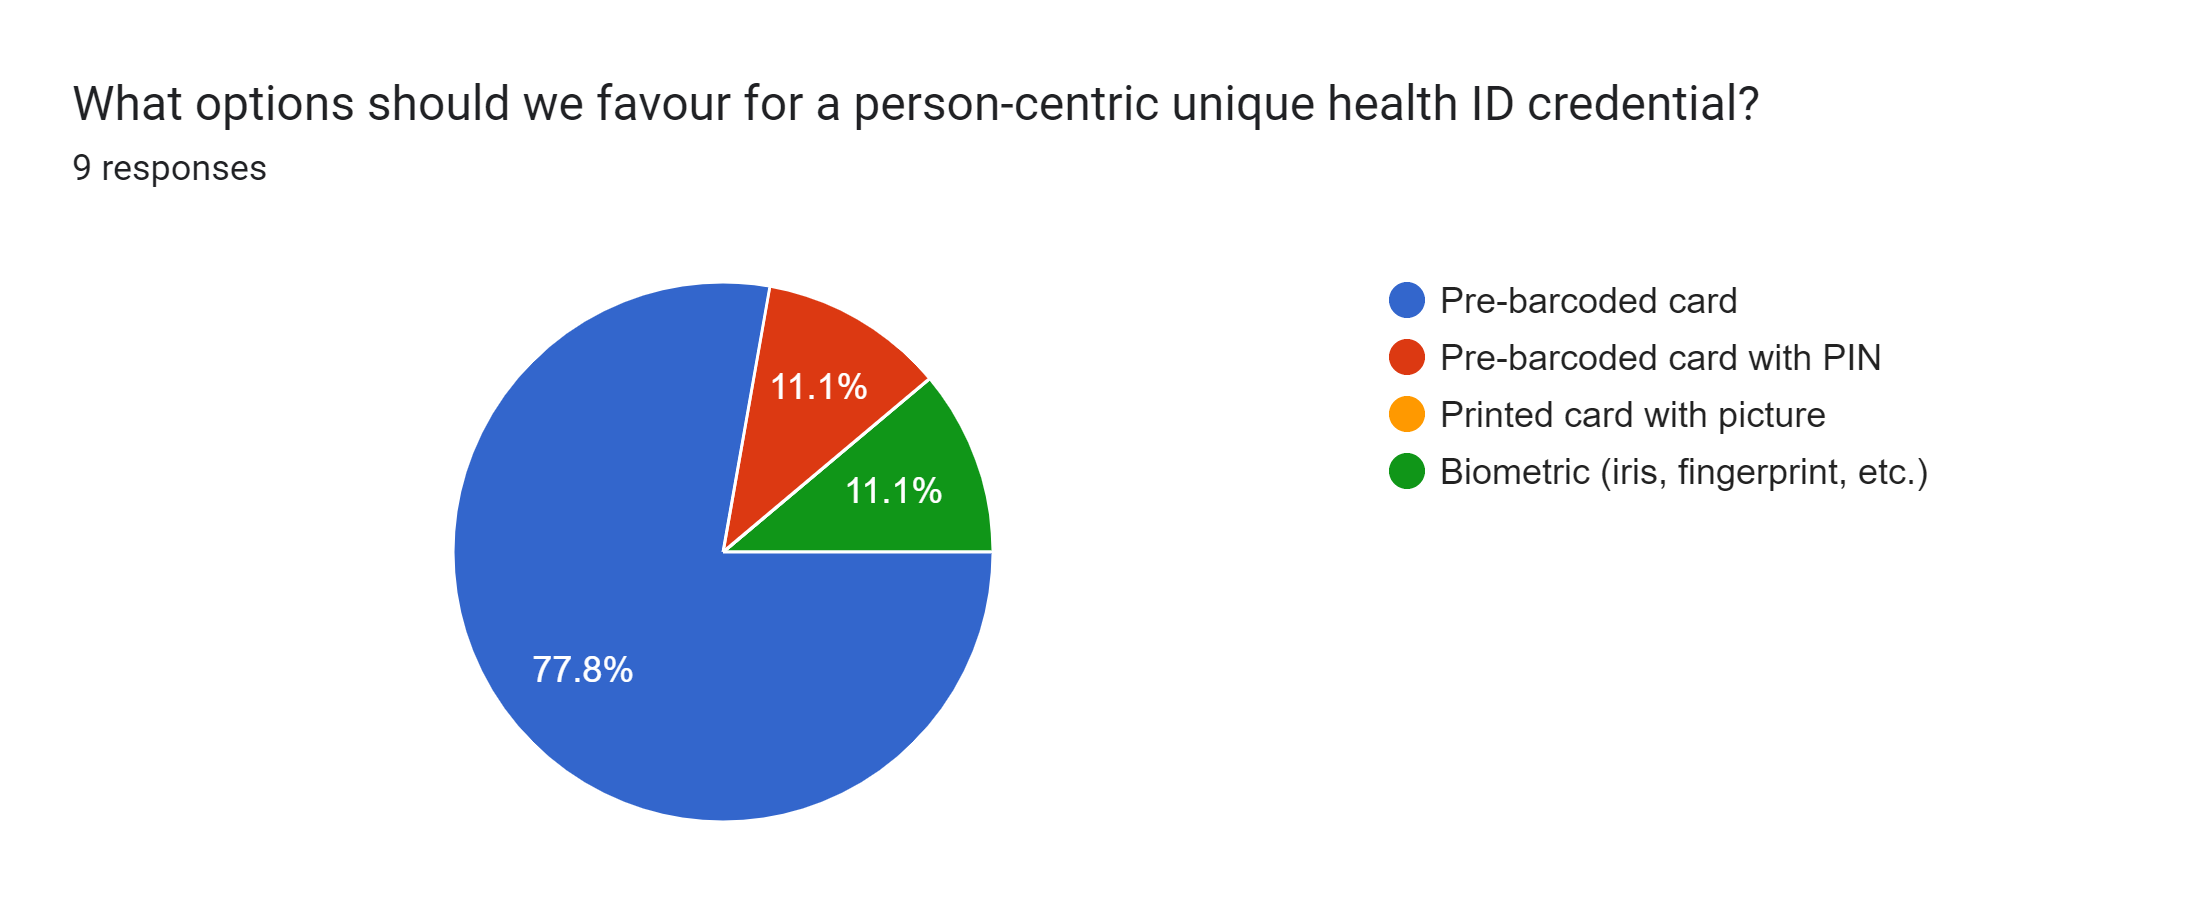 What options should we favour for a person-centric unique health ID credential?
9 responses
Pre-barcoded card
Pre-barcoded card with PIN
Printed card with picture
Biometric (iris, fingerprint, etc.)
11.1%
11.1%
77.8%